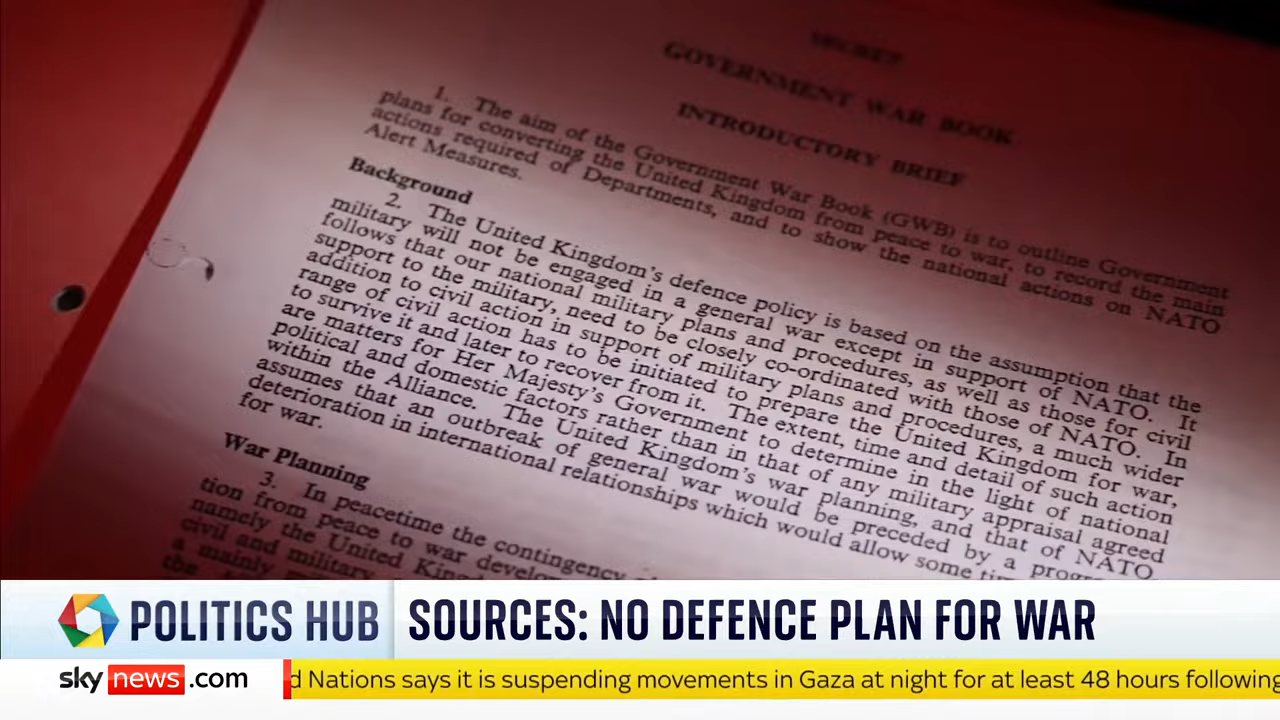 SECRET
GOVERNMENT WAR BOOK
INTRODUCTORY BRIEF
1. The aim of the Government War Book (GWB) is to outline Government
plans for converting the United Kingdom from peace to war, to record the main
actions required of Departments, and to show the national actions on NATO
Alert Measures.
Background
2. The United Kingdom's defence policy is based on the assumption that the
military will not be engaged in a general war except in support of NATO. It
follows that our national military plans and procedures, as well as those for civil
support to the military, need to be closely co-ordinated with those of NATO. In
addition to civil action in support of military plans and procedures, a much wider
range of civil action has to be initiated to prepare the United Kingdom for war,
to survive it and later to recover from it. The extent, time and detail of such action
are matters for Her Majesty's Government to determine in the light of national
political and domestic factors rather than in that of any military appraisal agreed
within the Alliance. The United Kingdom's war planning, and that of NATO,
assumes that an outbreak of general war would be preceded by a progr
deterioration in international relationships which would allow some
for war.
War Planning
3. In peacetime the contingency
tion from peace to war develo
namely the United King
civil and military
a mainly
the
POLITICS HUB
SOURCES: NO DEFENCE PLAN FOR WAR
sky news.com
d Nations says it is suspending movements in Gaza at night for at least 48 hours following